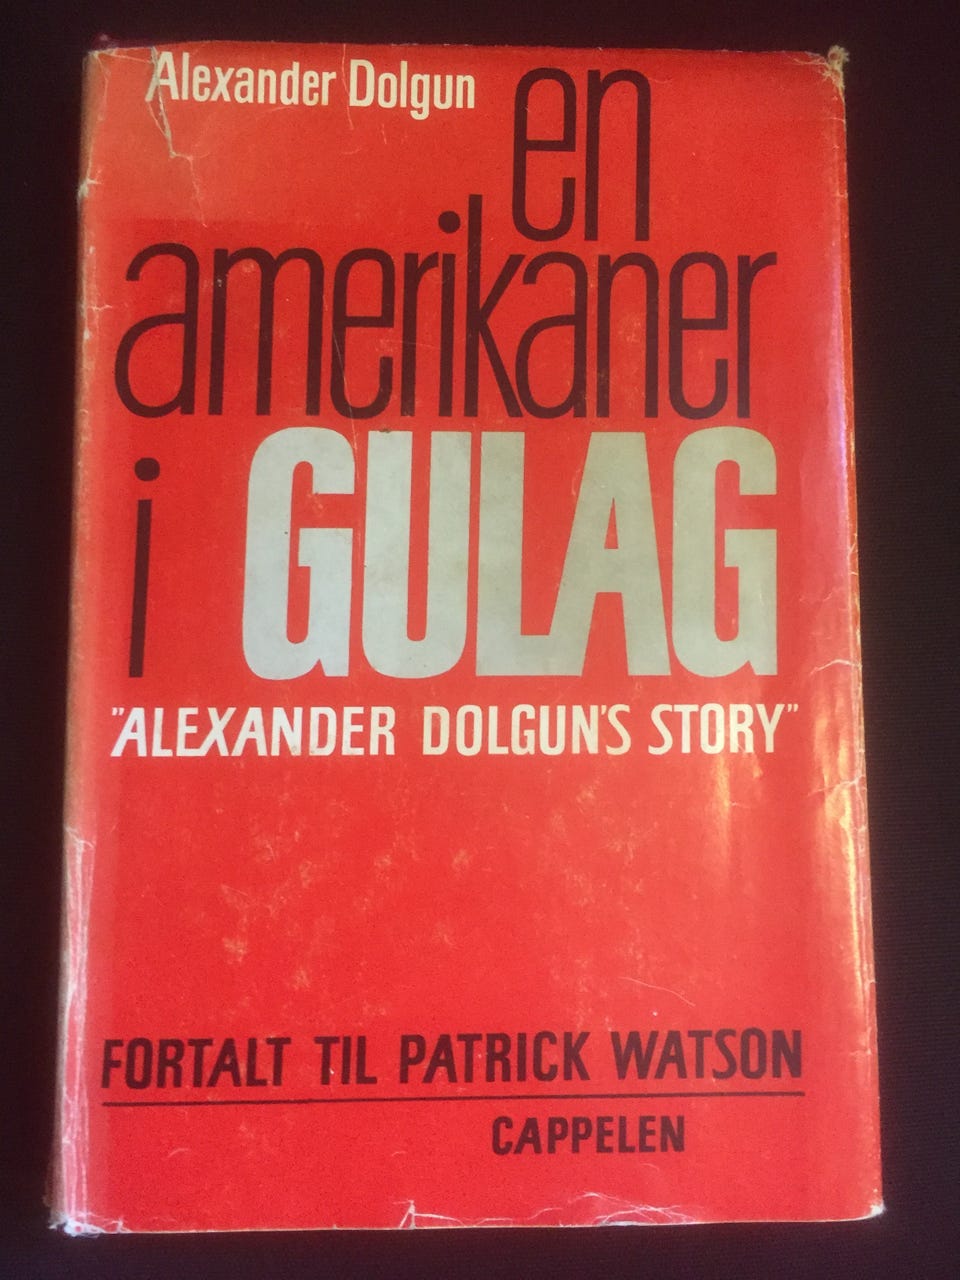 Alexander Dolgun
en
amerikaner
i GULAG
"ALEXANDER DOLGUN'S STORY"
FORTALT TIL PATRICK WATSON
CAPPELEN